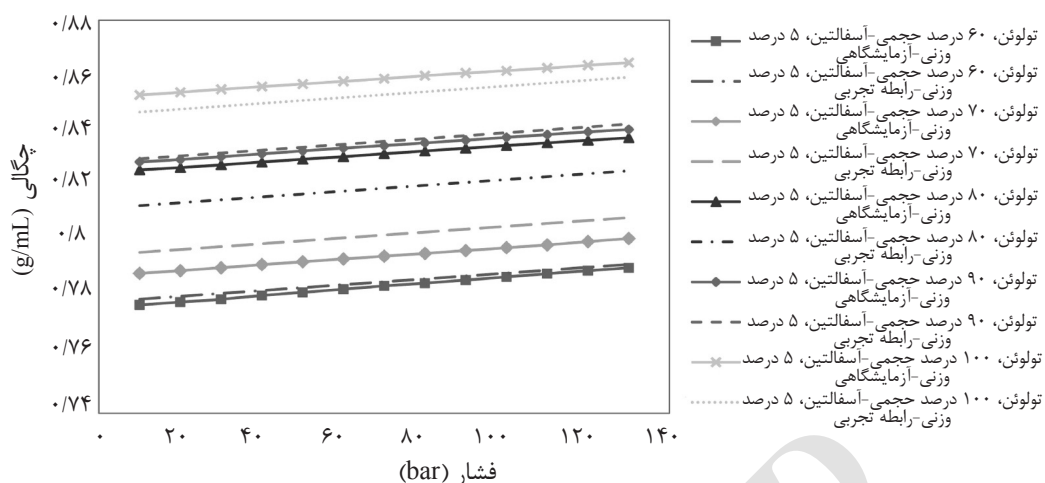 ۰/۸۸
۰/۸۶
۰/۸۴
۰/۸۲
۰/۸
۰/۷۸
۰/۷۶
۰/۷۴
چگالی (g/mL)
۰ ۲۰ ۴۰ ۶۰ ۸۰ ۱۰۰ ۱۲۰ ۱۴۰
فشار (bar)
تولوئن، ۶۰ درصد حجمی-آسفالتین، ۵ درصد
وزنی-آزمایشگاهی
تولوئن، ۶۰ درصد حجمی-آسفالتین، ۵ درصد
وزنی-رابطه تجربی
تولوئن، ۷۰ درصد حجمی-آسفالتین، ۵ درصد
وزنی-آزمایشگاهی
تولوئن، ۷۰ درصد حجمی-آسفالتین، ۵ درصد
وزنی-رابطه تجربی
تولوئن، ۸۰ درصد حجمی-آسفالتین، ۵ درصد
وزنی-آزمایشگاهی
تولوئن، ۸۰ درصد حجمی-آسفالتین، ۵ درصد
وزنی-رابطه تجربی
تولوئن، ۹۰ درصد حجمی-آسفالتین، ۵ درصد
وزنی-آزمایشگاهی
تولوئن، ۹۰ درصد حجمی-آسفالتین، ۵ درصد
وزنی-رابطه تجربی
تولوئن، ۱۰۰ درصد حجمی-آسفالتین، ۵ درصد
وزنی-آزمایشگاهی
تولوئن، ۱۰۰ درصد حجمی-آسفالتین، ۵ درصد
وزنی-رابطه تجربی